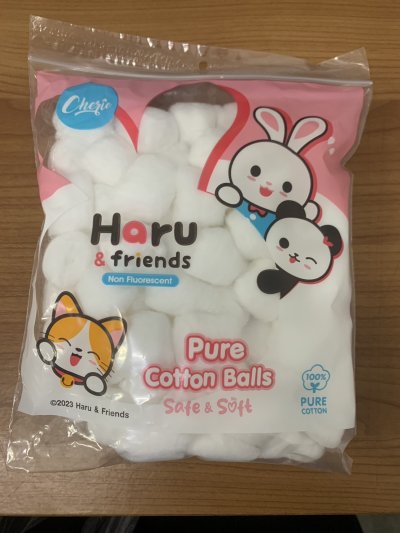 Cherie
Haru
& friends
Non Fluorescent
Pure
Cotton Balls
Safe & Soft
100%
PURE
COTTON
©2023 Haru & Friends